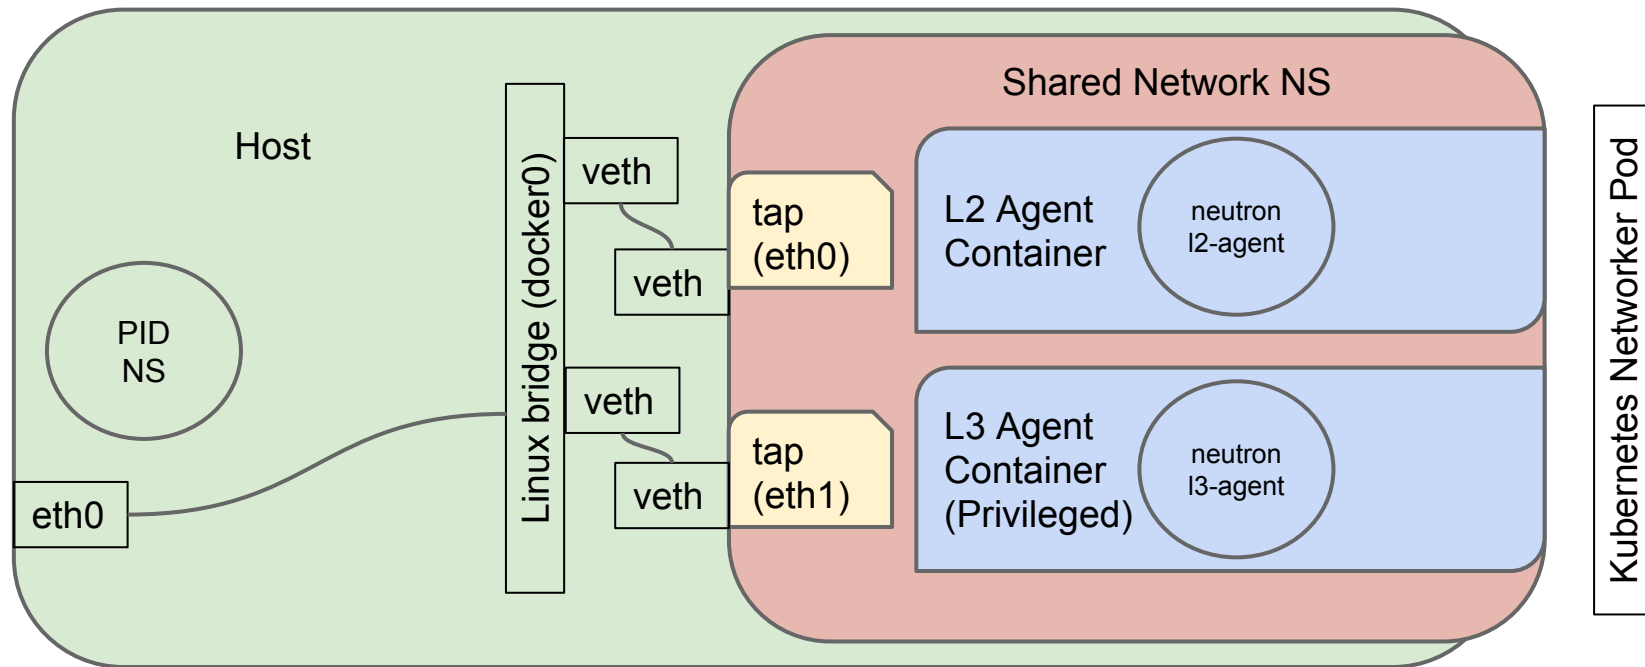 Host
PID
NS
eth0
Linux bridge (docker0)
veth
veth
veth
veth
Shared Network NS
tap
(eth0)
L2 Agent
Container
neutron
l2-agent
tap
(eth1)
L3 Agent
Container
(Privileged)
neutron
l3-agent
Kubernetes Networker Pod